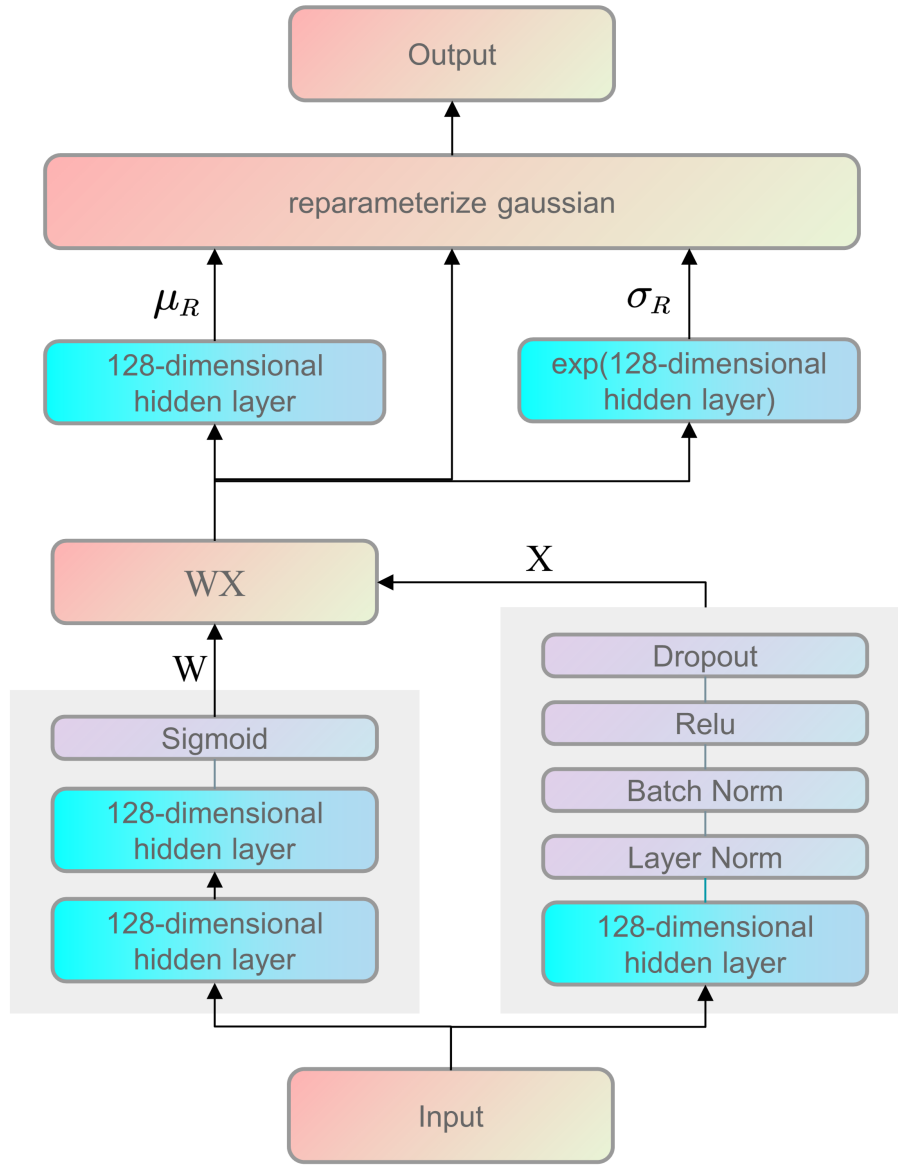 Output
reparameterize gaussian
μ_R
σ_R
128-dimensional
hidden layer
exp(128-dimensional
hidden layer)
X
WX
W
Dropout
Relu
Sigmoid
Batch Norm
128-dimensional
hidden layer
Layer Norm
128-dimensional
hidden layer
128-dimensional
hidden layer
Input